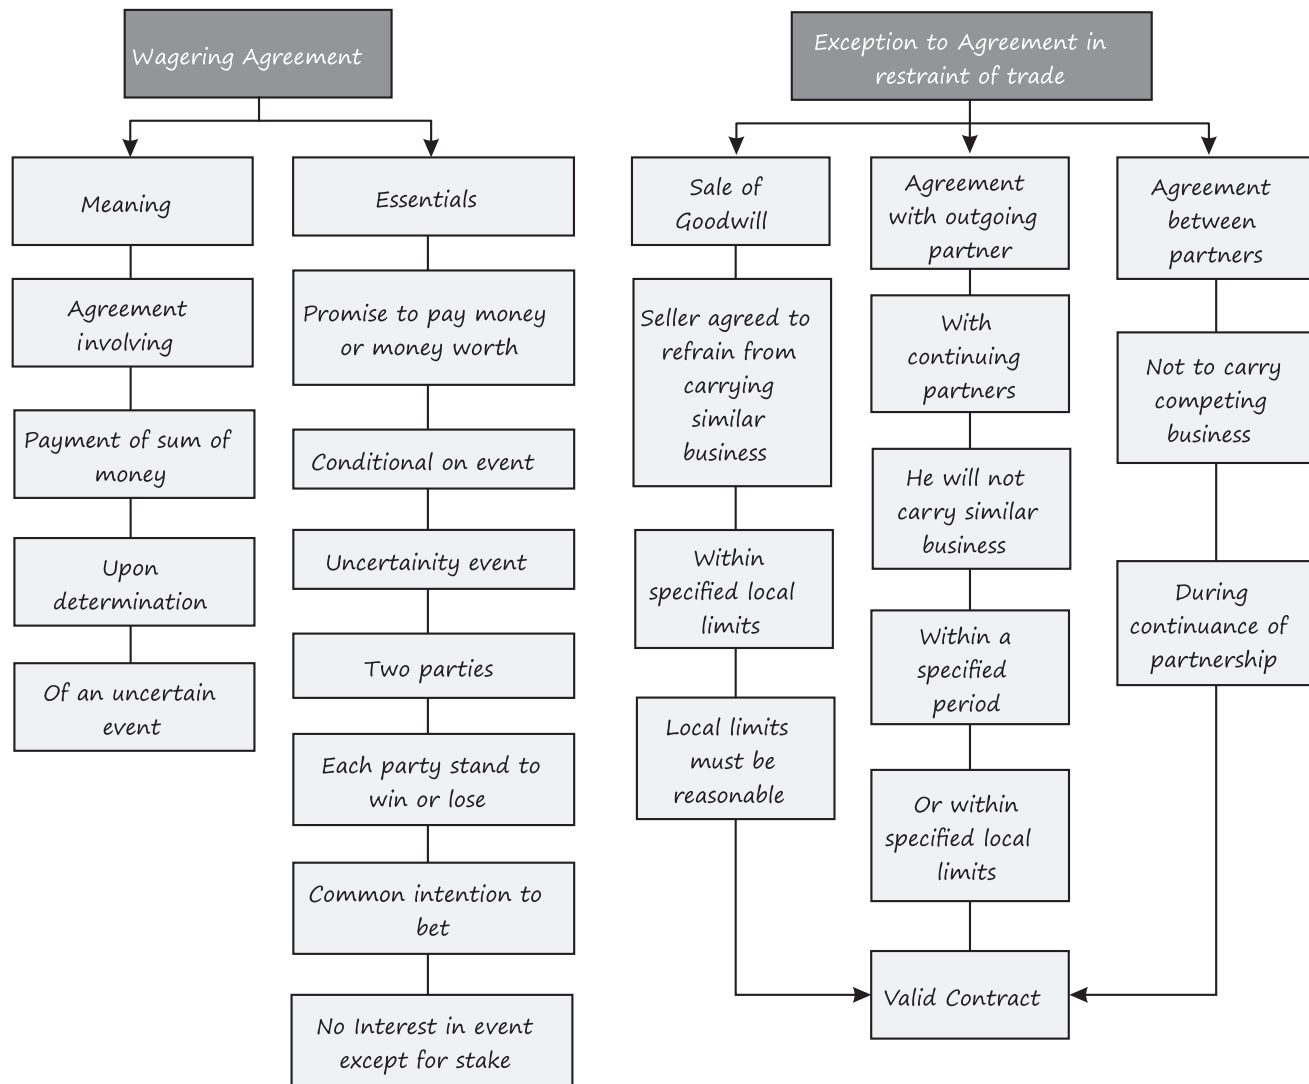 Wagering Agreement
Meaning
Agreement
involving
Payment of sum of
money
Upon
determination
Of an uncertain
event
Essentials
Promise to pay money
or money worth
Conditional on event
Uncertainity event
Two parties
Each party stand to
win or lose
Common intention to
bet
No Interest in event
except for stake
Exception to Agreement in
restraint of trade
Sale of
Goodwill
Seller agreed to
refrain from
carrying
similar
business
Within
specified local
limits
Local limits
must be
reasonable
Agreement
with outgoing
partner
With
continuing
partners
He will not
carry similar
business
Within a
specified
period
Or within
specified local
limits
Agreement
between
partners
Not to carry
competing
business
During
continuance of
partnership
Valid Contract